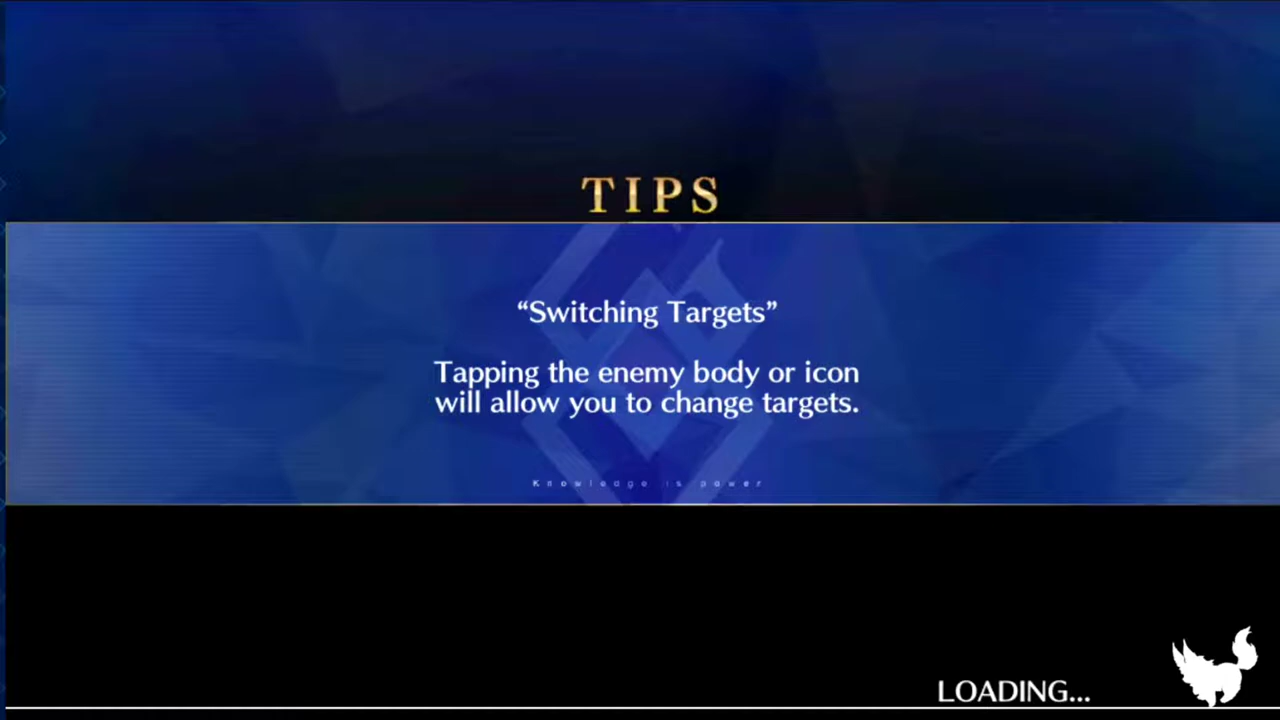 TIPS
“Switching Targets”
Tapping the enemy body or icon
will allow you to change targets.
Knowledge is power
LOADING...